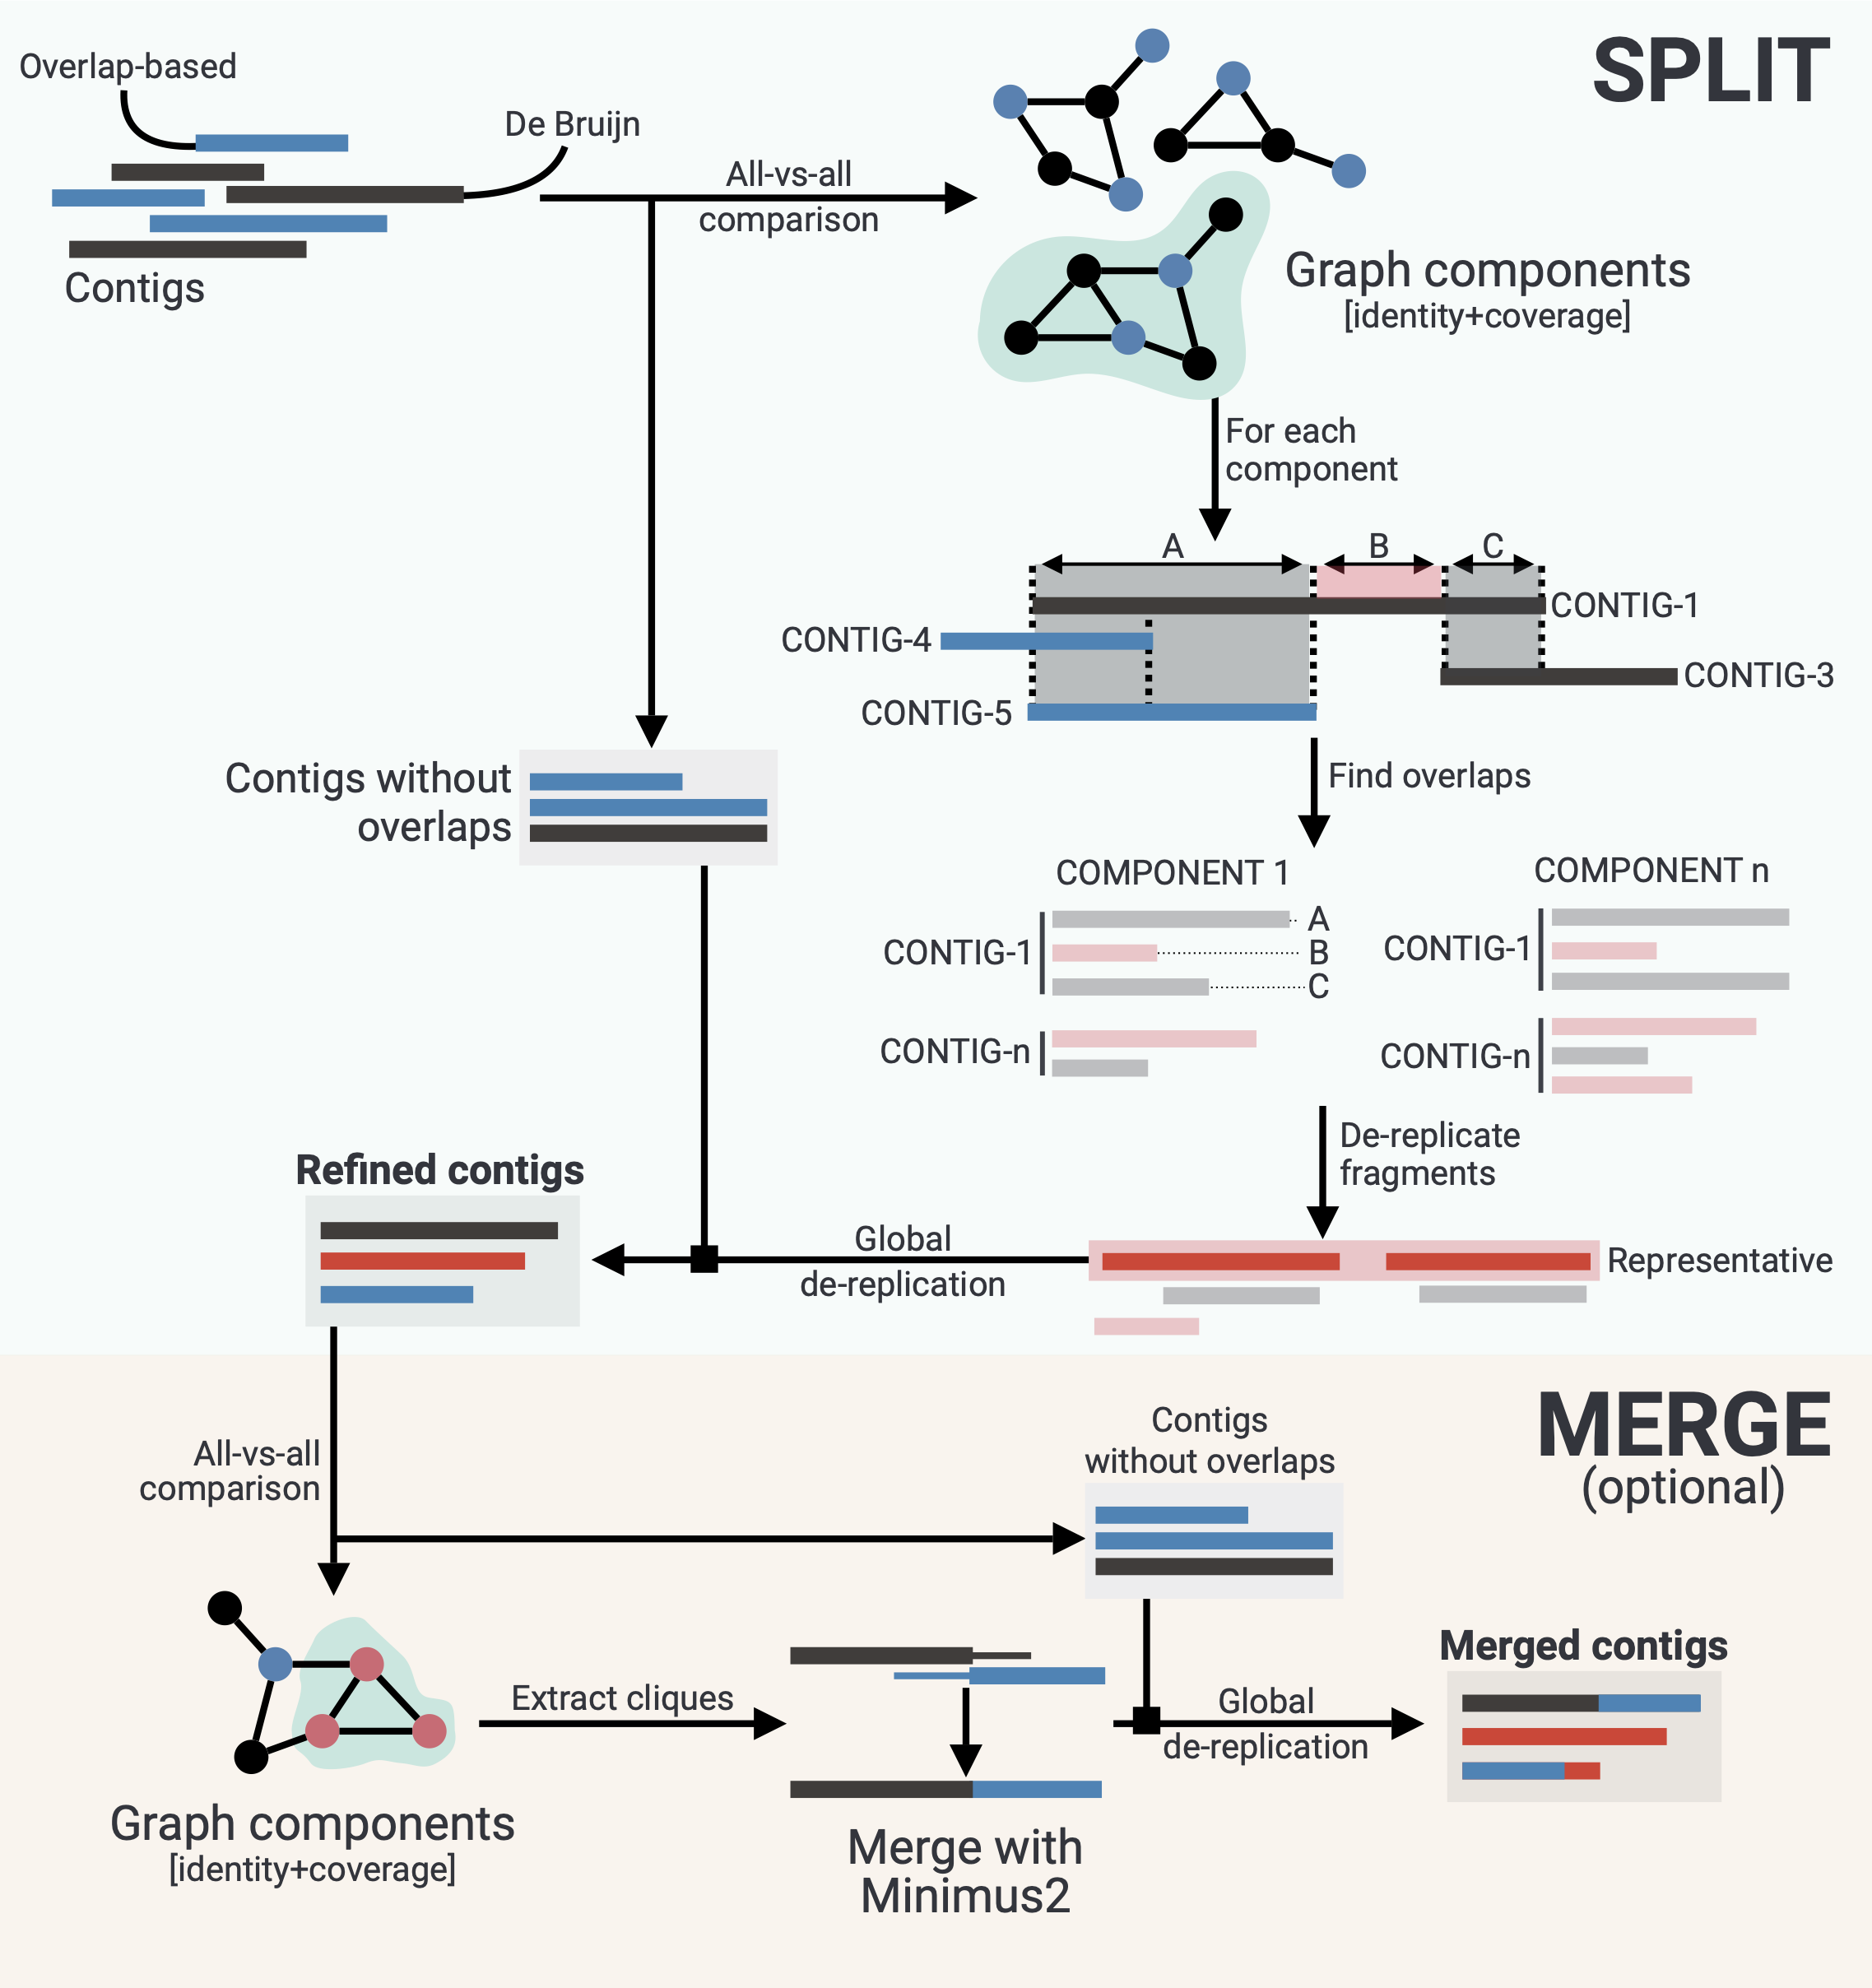 SPLIT
Overlap-based
De Bruijn
Contigs
All-vs-all
comparison
Graph components
[identity+coverage]
For each
component
A
B
C
CONTIG-1
CONTIG-4
CONTIG-3
CONTIG-5
Find overlaps
Contigs without
overlaps
COMPONENT 1
CONTIG-1
A
B
C
CONTIG-n
COMPONENT n
CONTIG-1
CONTIG-n
De-replicate
fragments
Representative
Global
de-replication
Refined contigs
MERGE
(optional)
All-vs-all
comparison
Contigs
without overlaps
Graph components
[identity+coverage]
Extract cliques
Merge with
Minimus2
Global
de-replication
Merged contigs